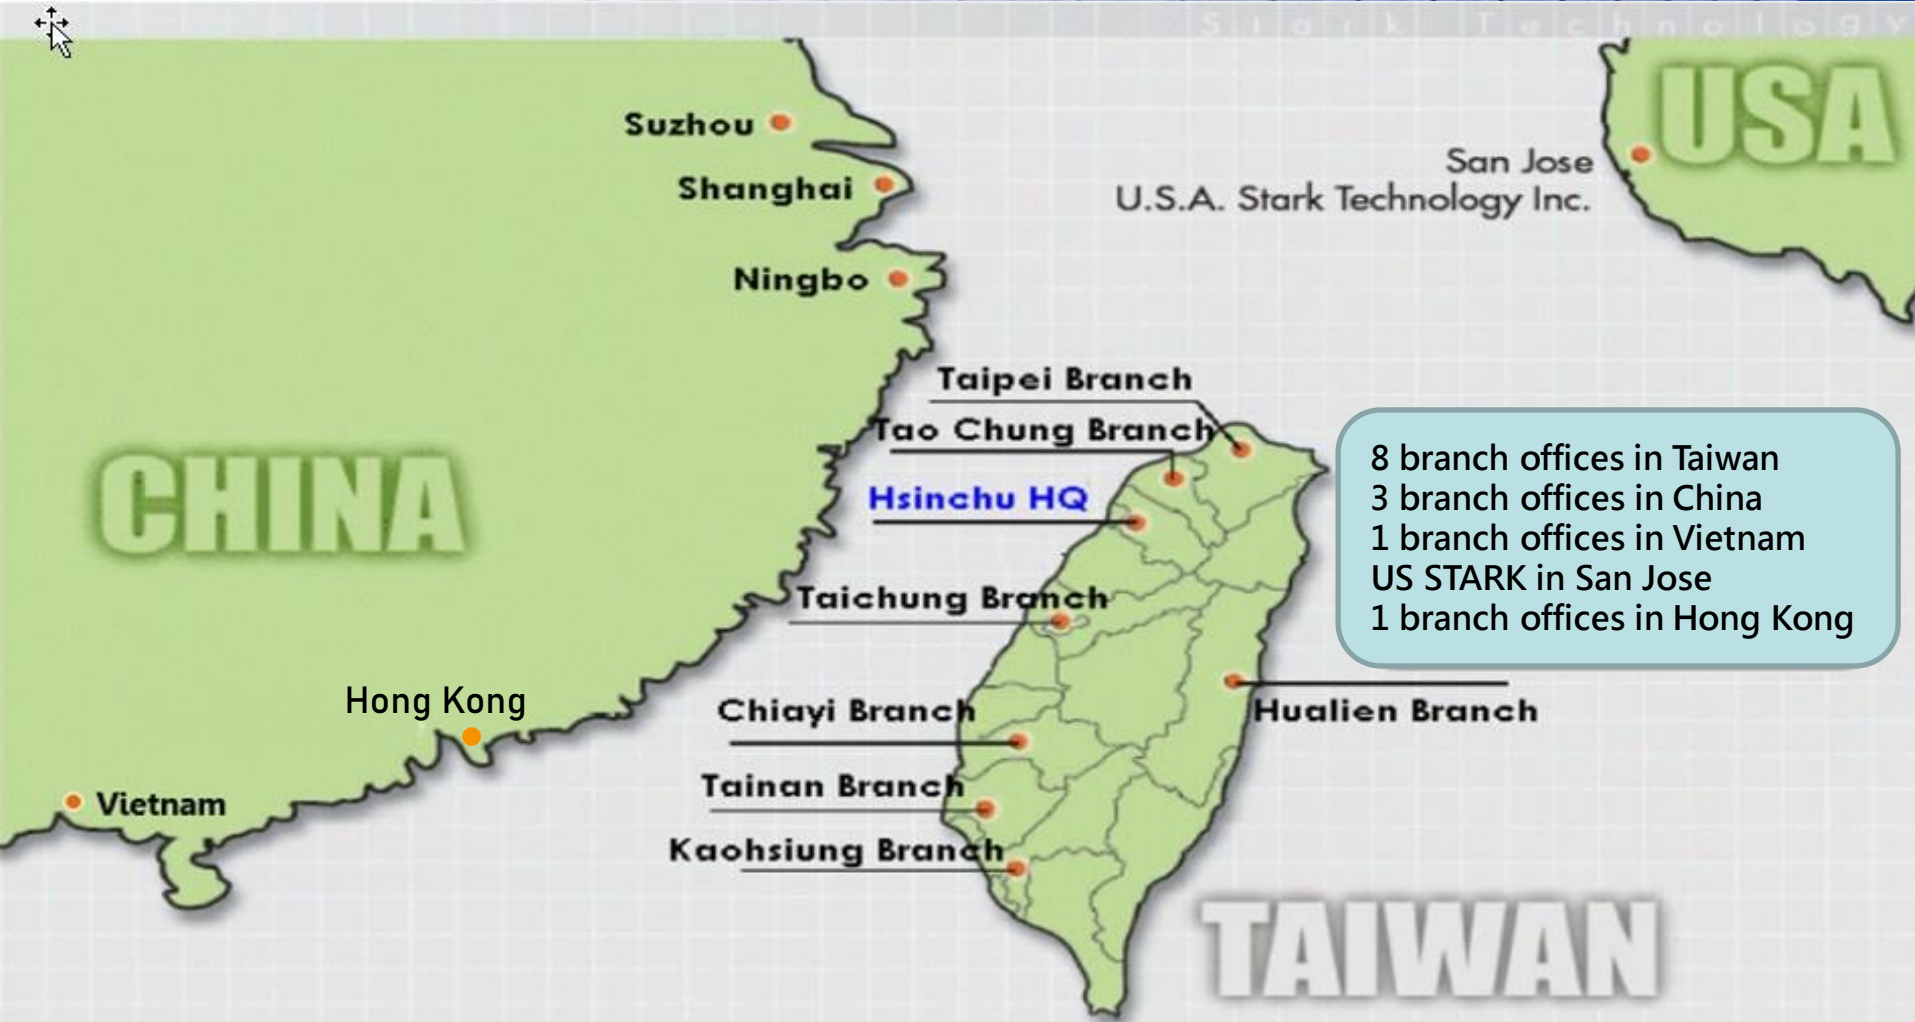 Stark Technology
USA
Suzhou
San Jose
Shanghai
U.S.A. Stark Technology Inc.
Ningbo
Taipei Branch
Tao Chung Branch
Hsinchu HQ
CHINA
8 branch offices in Taiwan
3 branch offices in China
1 branch offices in Vietnam
US STARK in San Jose
1 branch offices in Hong Kong
Taichung Branch
Hong Kong
Chiayi Branch
Hualien Branch
Tainan Branch
Vietnam
Kaohsiung Branch
TAIWAN